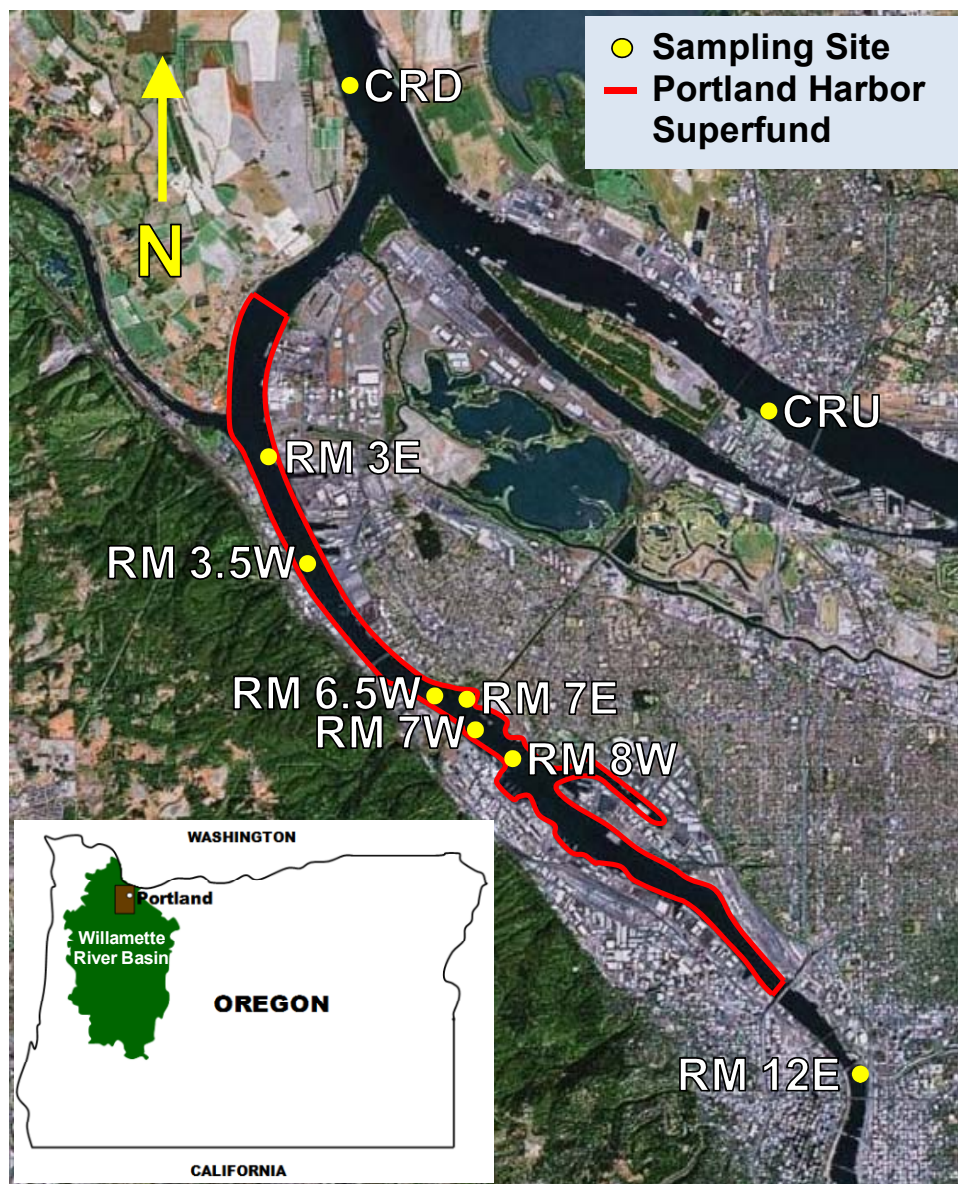 Sampling Site
Portland Harbor
Superfund
CRD
N
CRU
RM 3E
RM 3.5W
RM 6.5W
RM 7E
RM 7W
RM 8W
RM 12E
WASHINGTON
Portland
Willamette
River Basin
OREGON
CALIFORNIA